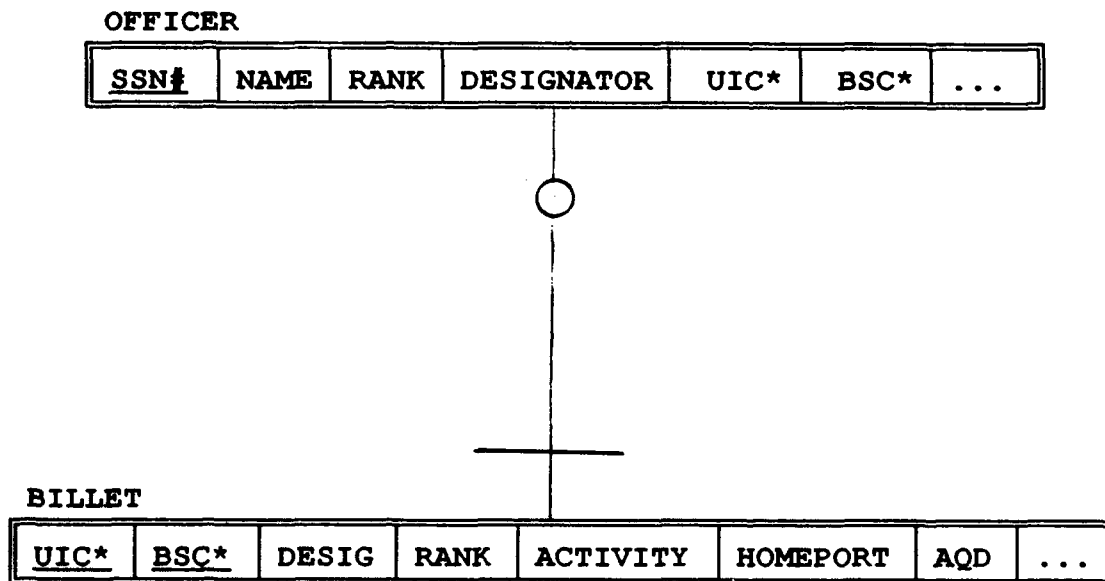 OFFICER
SSN# NAME RANK DESIGNATOR UIC* BSC* ...
BILLET
UIC* BSC* DESIG RANK ACTIVITY HOMEPORT AQD ...